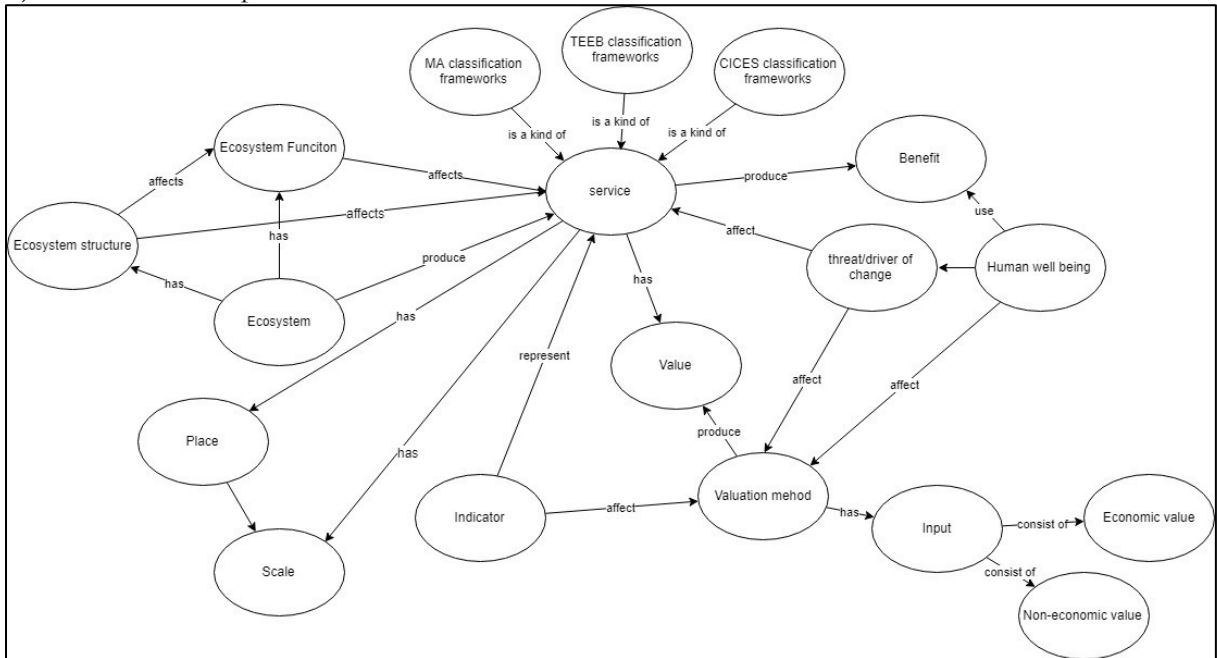 TEEB classification
frameworks
MA classification
frameworks
CICES classification
frameworks
is a kind of
is a kind of
is a kind of
Ecosystem Funciton
Benefit
affects
affects
produce
service
use
Ecosystem structure
affects
affect
has
produce
threat/driver of
change
Human well being
has
has
Ecosystem
has
represent
Value
affect
affect
Place
produce
has
Valuation mehod
Indicator
affect
has
Input
consist of
Economic value
Scale
consist of
Non-economic value